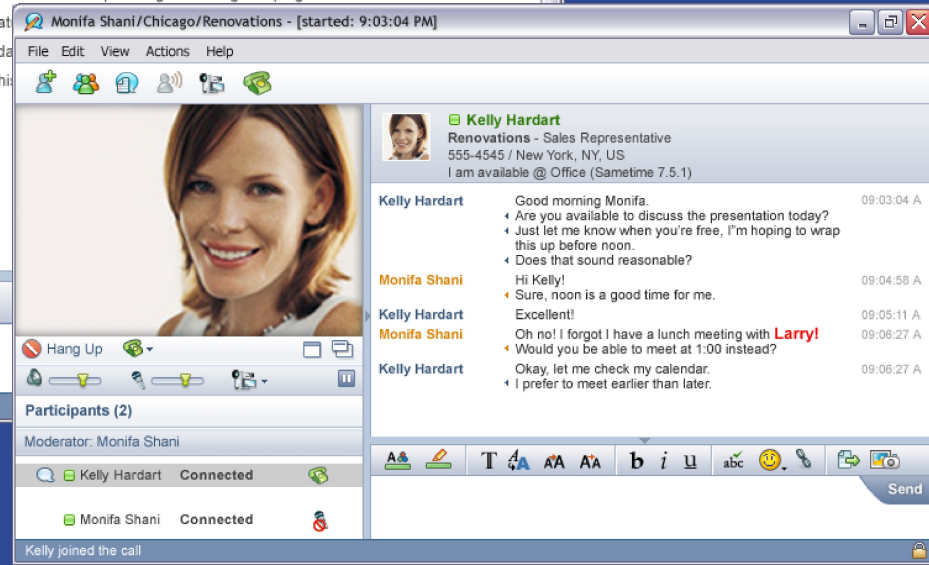 Monifa Shani/Chicago/Renovations - [started: 9:03:04 PM]
File Edit View Actions Help
Kelly Hardart
Renovations - Sales Representative
555-4545 / New York, NY, US
I am available @ Office (Sametime 7.5.1)
Kelly Hardart Good morning Monifa. 09:03:04 A
Are you available to discuss the presentation today?
Just let me know when you're free, I"m hoping to wrap
this up before noon.
Does that sound reasonable?
Monifa Shani Hi Kelly! 09:04:58 A
Sure, noon is a good time for me.
Kelly Hardart Excellent! 09:05:11 A
Monifa Shani Oh no! I forgot I have a lunch meeting with Larry! 09:06:27 A
Would you be able to meet at 1:00 instead?
Kelly Hardart Okay, let me check my calendar. 09:06:27 A
I prefer to meet earlier than later.
Hang Up
Participants (2)
Moderator: Monifa Shani
Kelly Hardart Connected
Monifa Shani Connected
Kelly joined the call
A T A A A A A b i u abc
Send